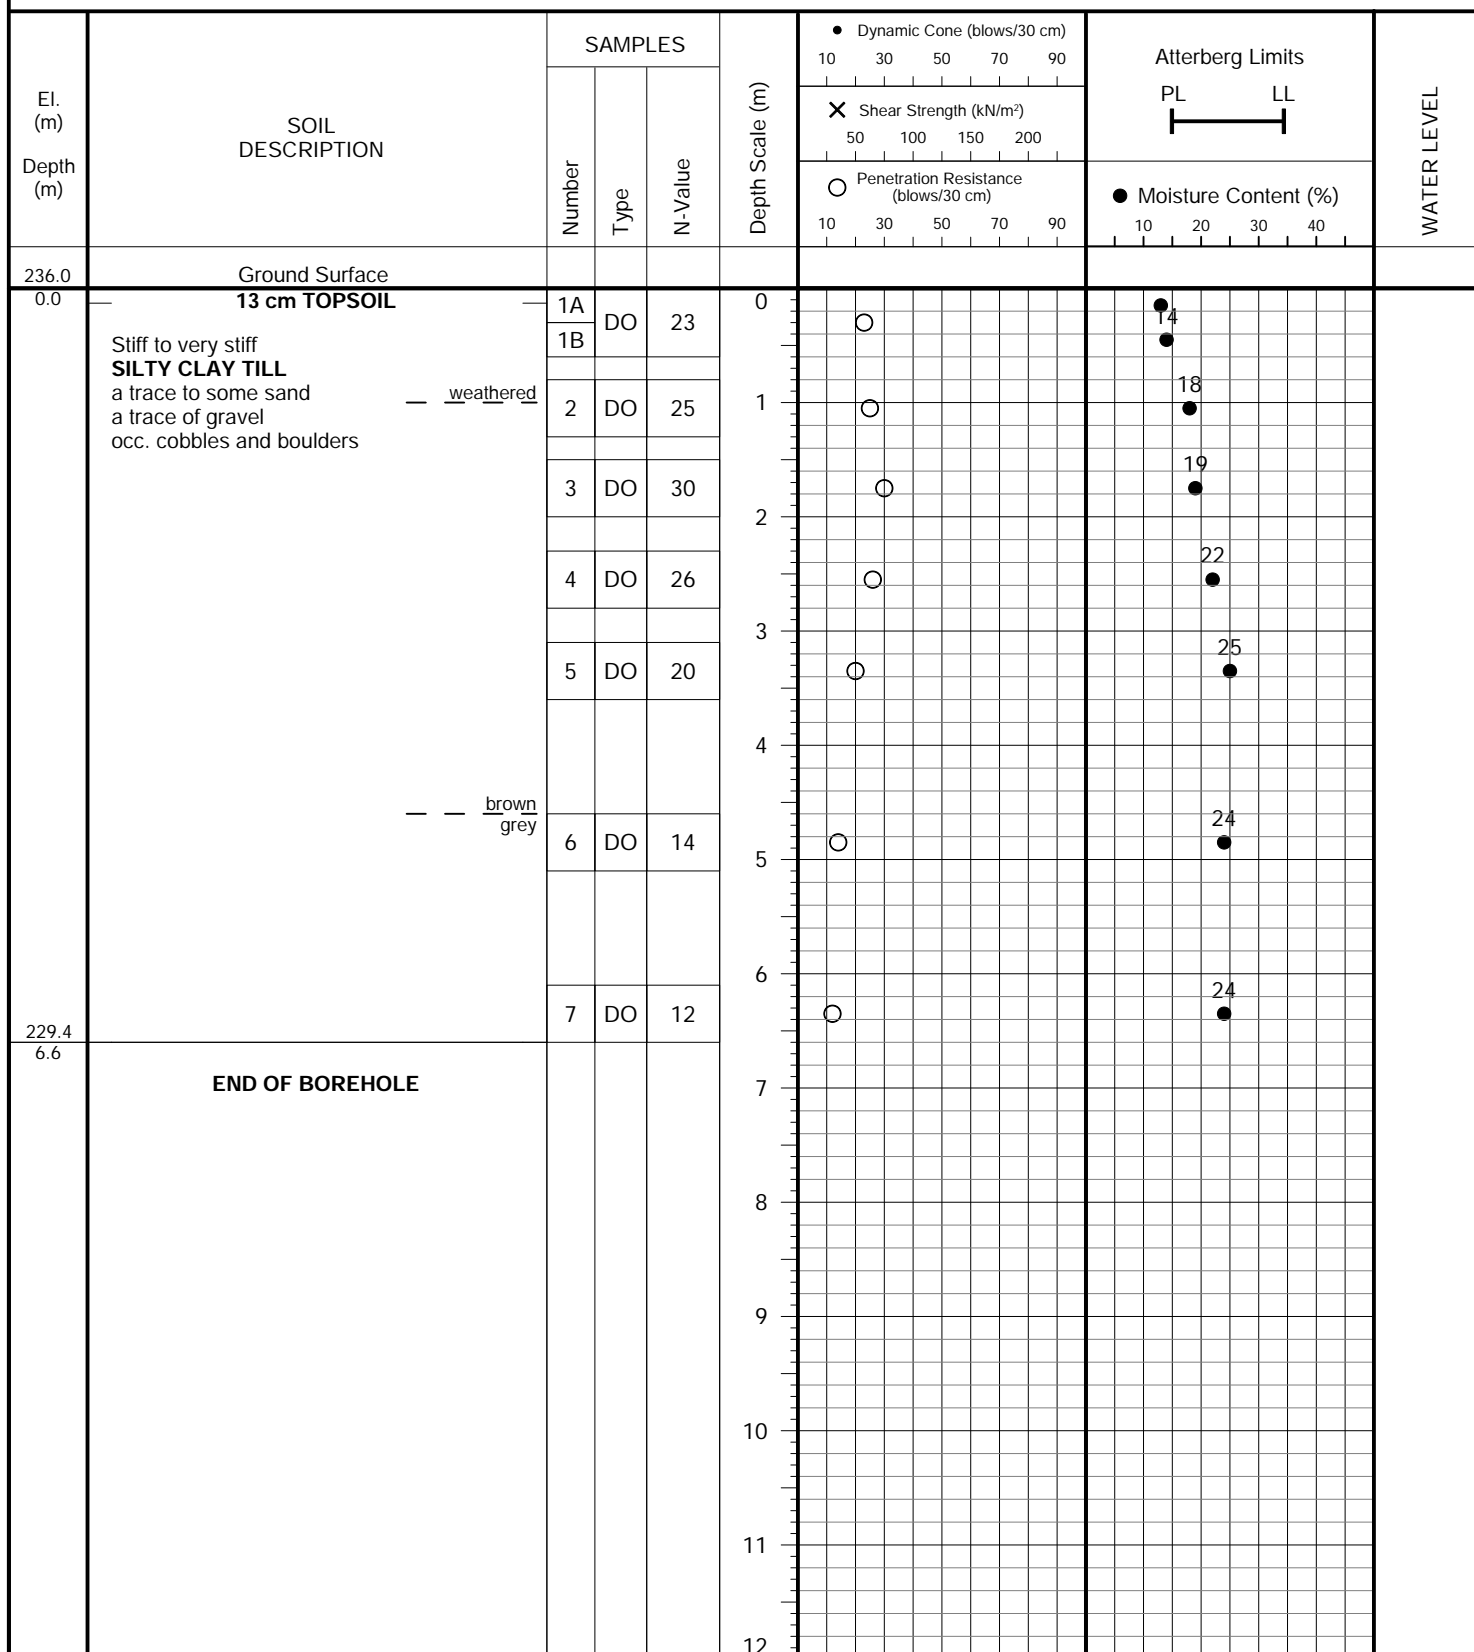 El.
(m)
Depth
(m)
SOIL
DESCRIPTION
SAMPLES
Number
Type
N-Value
Depth Scale (m)
Dynamic Cone (blows/30 cm)
10 30 50 70 90
Shear Strength (kN/m²)
50 100 150 200
Penetration Resistance
(blows/30 cm)
10 30 50 70 90
Atterberg Limits
PL LL
Moisture Content (%)
10 20 30 40
WATER LEVEL
236.0 Ground Surface
0.0 13 cm TOPSOIL 1A DO 23 0
14
1B
Stiff to very stiff
SILTY CLAY TILL
a trace to some sand
a trace of gravel
occ. cobbles and boulders
weathered
2 DO 25 1 18
3 DO 30 19
2
4 DO 26 22
3
5 DO 20 25
4
brown
grey
6 DO 14 24
5
6
7 DO 12 24
229.4
6.6
END OF BOREHOLE
7
8
9
10
11
12